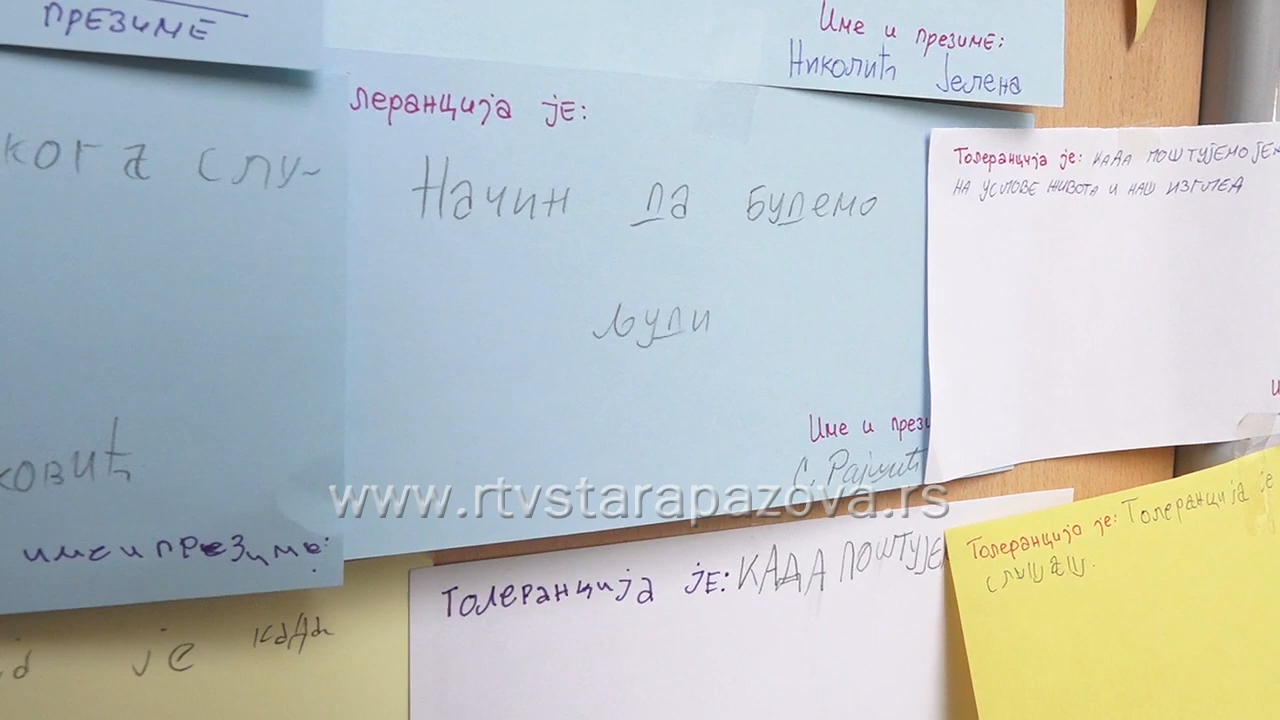 ПРЕЗИМЕ
Име и презиме:
Николић Јелена
кога слу-
ковић
име и презиме:
леранција је:
Начин да будемо
људи
Име и през
С.
Толеранција је: КАДА ПОШТУЈЕМО ЈЕ
НА УСЛОВЕ ЖИВОТА И НАШ ИЗГЛЕД
www.rtvstarapazova.rs
је када
Толеранција је: КАДА ПОШТУЈЕ
Толеранција је: Толеранција је